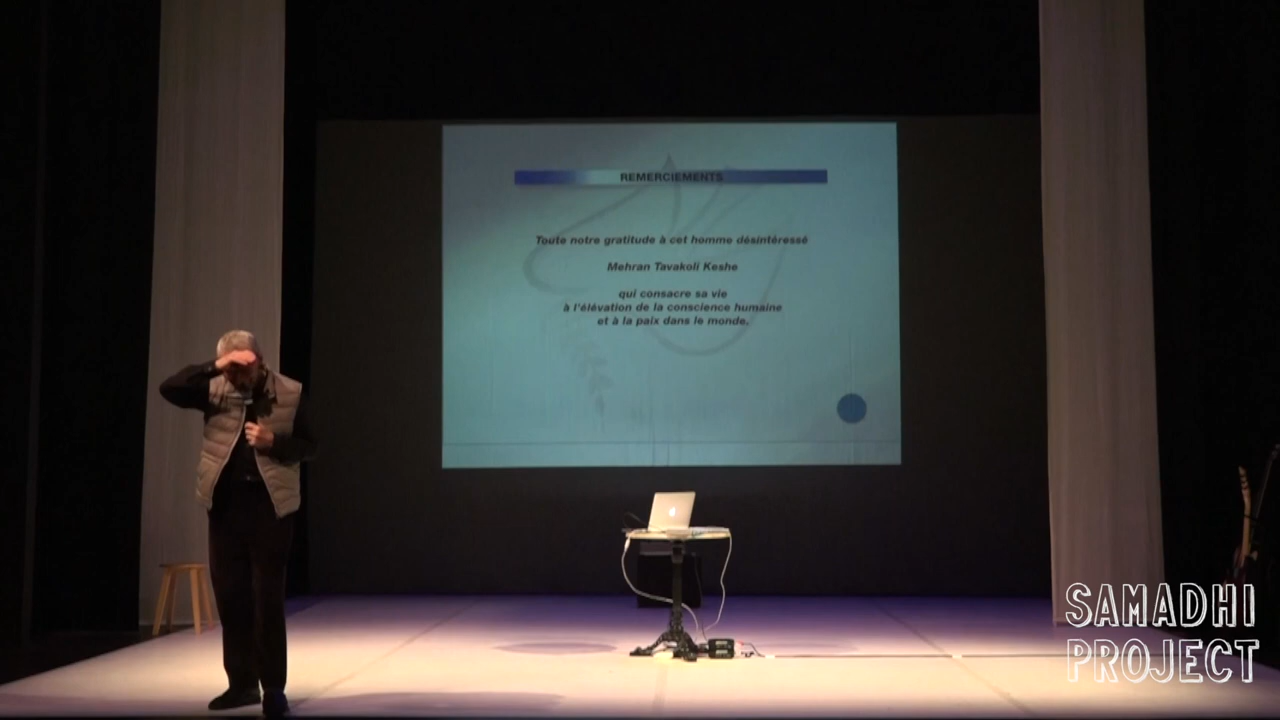 REMERCIEMENTS
Toute notre gratitude à cet homme désintéressé
Mehran Tavakoli Keshe
qui consacre sa vie
à l'élévation de la conscience humaine
et à la paix dans le monde.
SAMADHI
PROJECT